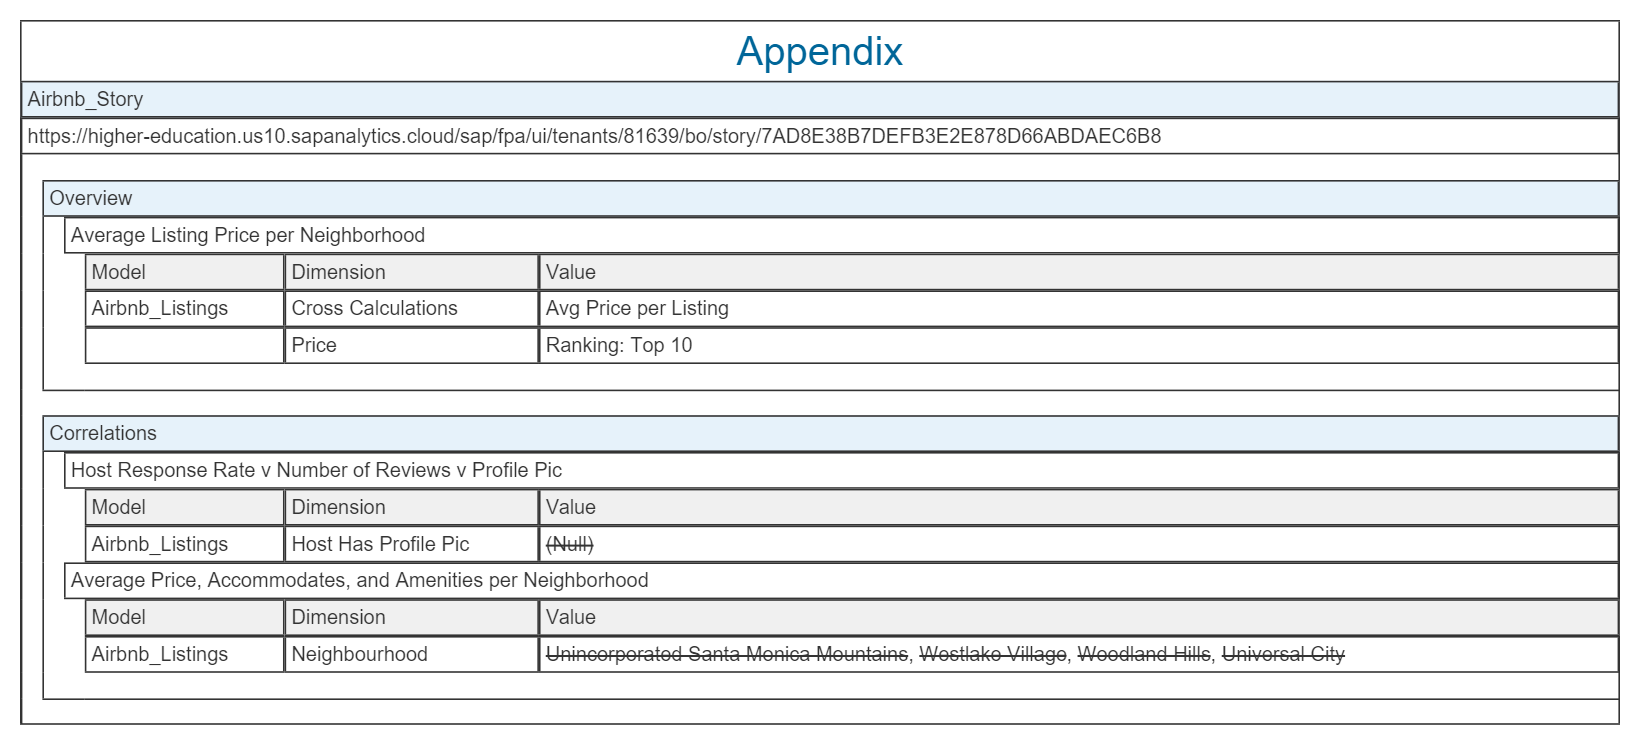 Appendix
Airbnb_Story
https://higher-education.us10.sapanalytics.cloud/sap/fpa/ui/tenants/81639/bo/story/7AD8E38B7DEFB3E2E878D66ABDAEC6B8
Overview
Average Listing Price per Neighborhood
Model Dimension Value
Airbnb_Listings Cross Calculations Avg Price per Listing
Price Ranking: Top 10
Correlations
Host Response Rate v Number of Reviews v Profile Pic
Model Dimension Value
Airbnb_Listings Host Has Profile Pic (Null)
Average Price, Accommodates, and Amenities per Neighborhood
Model Dimension Value
Airbnb_Listings Neighbourhood Unincorporated Santa Monica Mountains, Westlake Village, Woodland Hills, Universal City